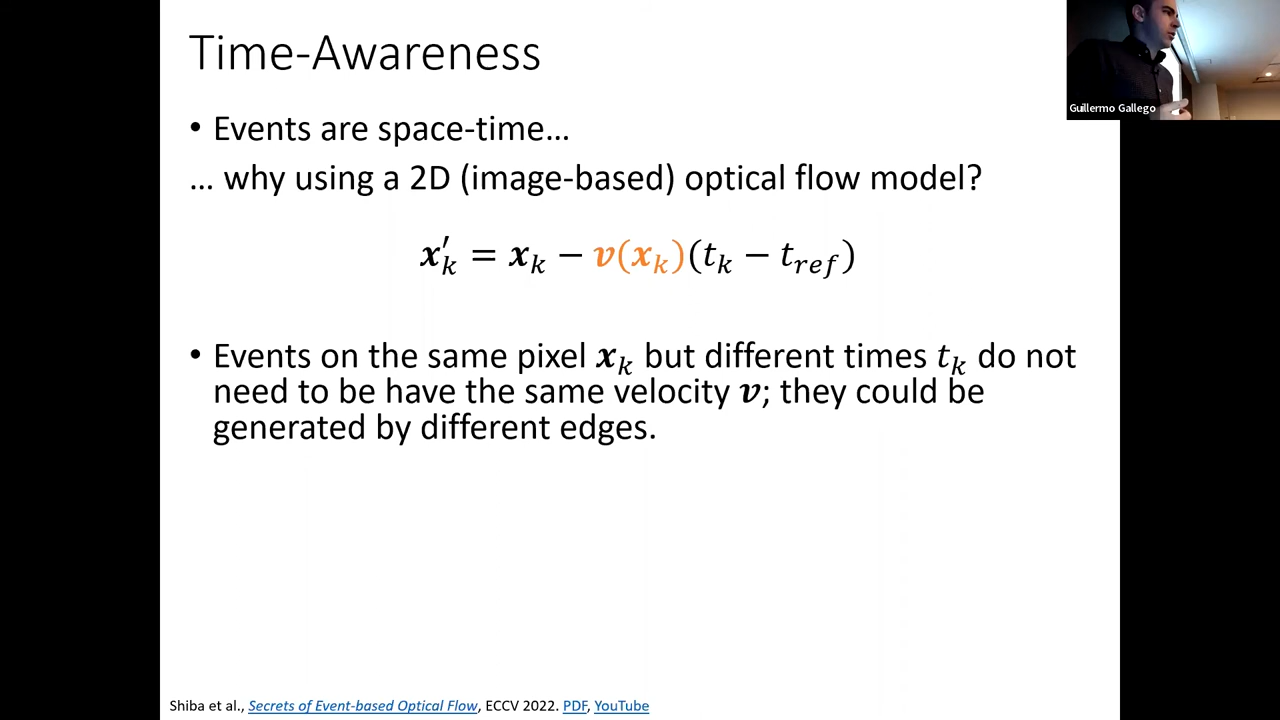 Time-Awareness
Guillermo Gallego
• Events are space-time…
… why using a 2D (image-based) optical flow model?
𝒙′ₖ = 𝒙ₖ − 𝒗(𝒙ₖ)(tₖ − t_ref)
• Events on the same pixel 𝒙ₖ but different times tₖ do not
need to be have the same velocity 𝒗; they could be
generated by different edges.
Shiba et al., Secrets of Event-based Optical Flow, ECCV 2022. PDF, YouTube